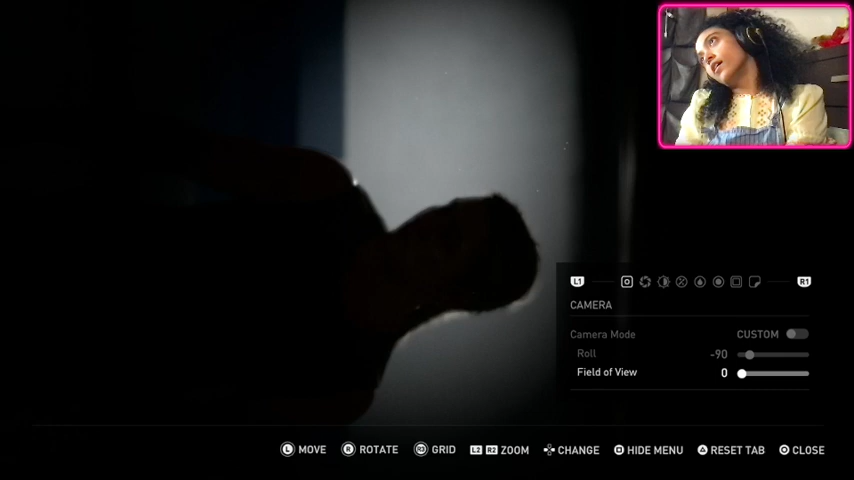 L1 R1
CAMERA
Camera Mode CUSTOM
Roll -90
Field of View 0
L MOVE R ROTATE R3 GRID L2 R2 ZOOM CHANGE HIDE MENU RESET TAB CLOSE